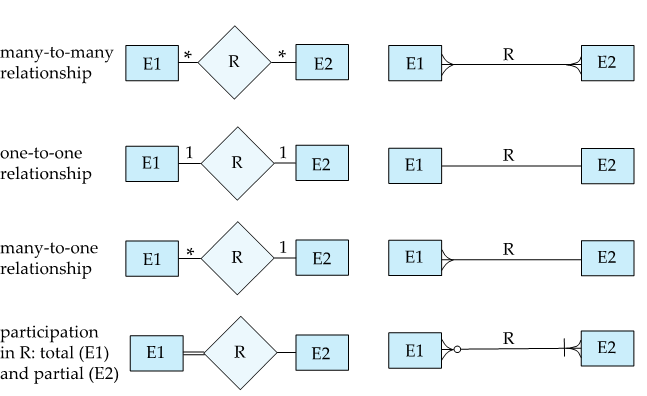 many-to-many
relationship
E1 * R * E2
E1 R E2
one-to-one
relationship
E1 1 R 1 E2
E1 R E2
many-to-one
relationship
E1 * R 1 E2
E1 R E2
participation
in R: total (E1)
and partial (E2)
E1 R E2
E1 R E2